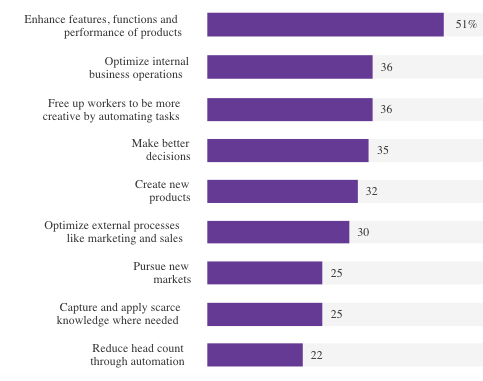 Enhance features, functions and
performance of products
51%
Optimize internal
business operations
36
Free up workers to be more
creative by automating tasks
36
Make better
decisions
35
Create new
products
32
Optimize external processes
like marketing and sales
30
Pursue new
markets
25
Capture and apply scarce
knowledge where needed
25
Reduce head count
through automation
22